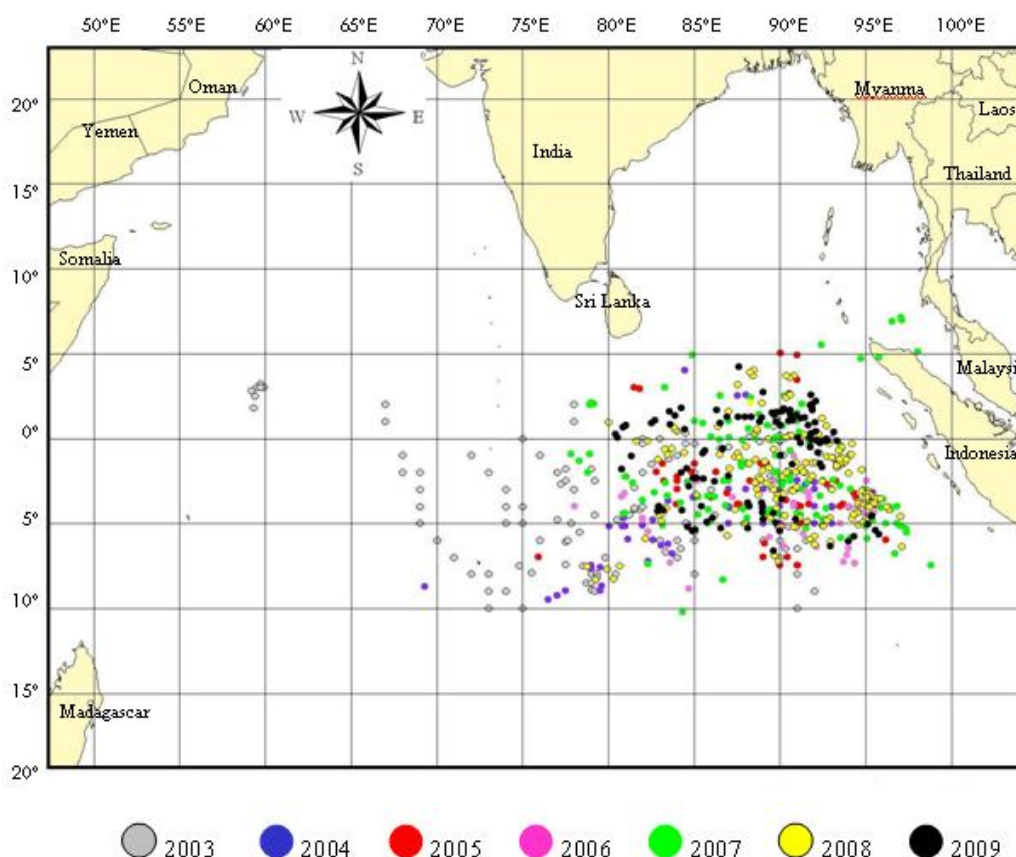 50°E 55°E 60°E 65°E 70°E 75°E 80°E 85°E 90°E 95°E 100°E
N
Oman
20°
Myanma
W E
Laos
Yemen
India
S
15°
Thailand
Somalia
10°
Sri Lanka
5°
Malaysi
0°
Indonesia
5°
10°
15°
Madagascar
20°
2003 2004 2005 2006 2007 2008 2009